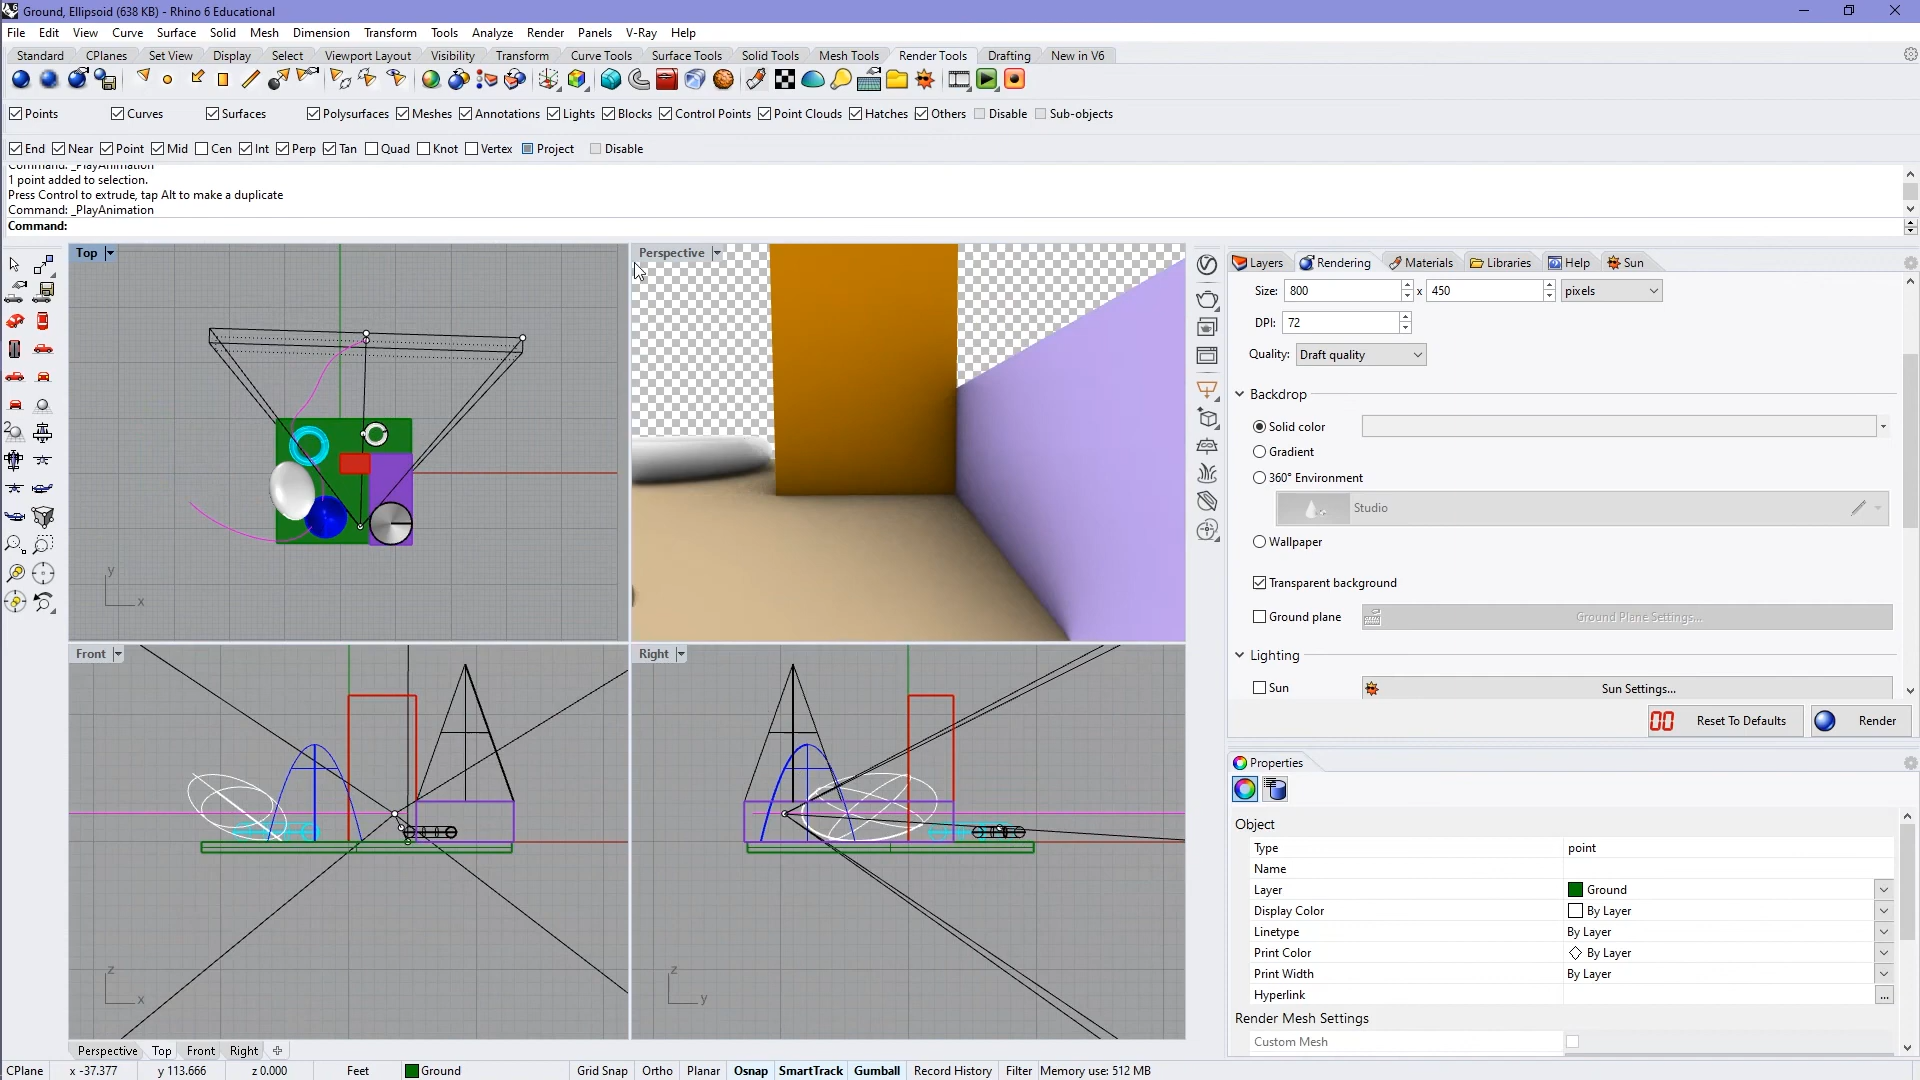 Ground, Ellipsoid (638 KB) - Rhino 6 Educational
File Edit View Curve Surface Solid Mesh Dimension Transform Tools Analyze Render Panels V-Ray Help
Standard CPlanes Set View Display Select Viewport Layout Visibility Transform Curve Tools Surface Tools Solid Tools Mesh Tools Render Tools Drafting New in V6
Points Curves Surfaces Polysurfaces Meshes Annotations Lights Blocks Control Points Point Clouds Hatches Others Disable Sub-objects
End Near Point Mid Cen Int Perp Tan Quad Knot Vertex Project Disable
Command: _PlayAnimation
1 point added to selection.
Press Control to extrude, tap Alt to make a duplicate
Command: _PlayAnimation
Command:
Top
Perspective
y
x
Front
Right
z
x
z
y
Layers Rendering Materials Libraries Help Sun
Size: 800 x 450 pixels
DPI: 72
Quality: Draft quality
Backdrop
Solid color
Gradient
360° Environment
Studio
Wallpaper
Transparent background
Ground plane Ground Plane Settings...
Lighting
Sun Sun Settings...
Reset To Defaults Render
Properties
Object
Type point
Name
Layer Ground
Display Color By Layer
Linetype By Layer
Print Color By Layer
Print Width By Layer
Hyperlink ...
Render Mesh Settings
Custom Mesh
Perspective Top Front Right
CPlane x -37.377 y 113.666 z 0.000 Feet Ground Grid Snap Ortho Planar Osnap SmartTrack Gumball Record History Filter Memory use: 512 MB